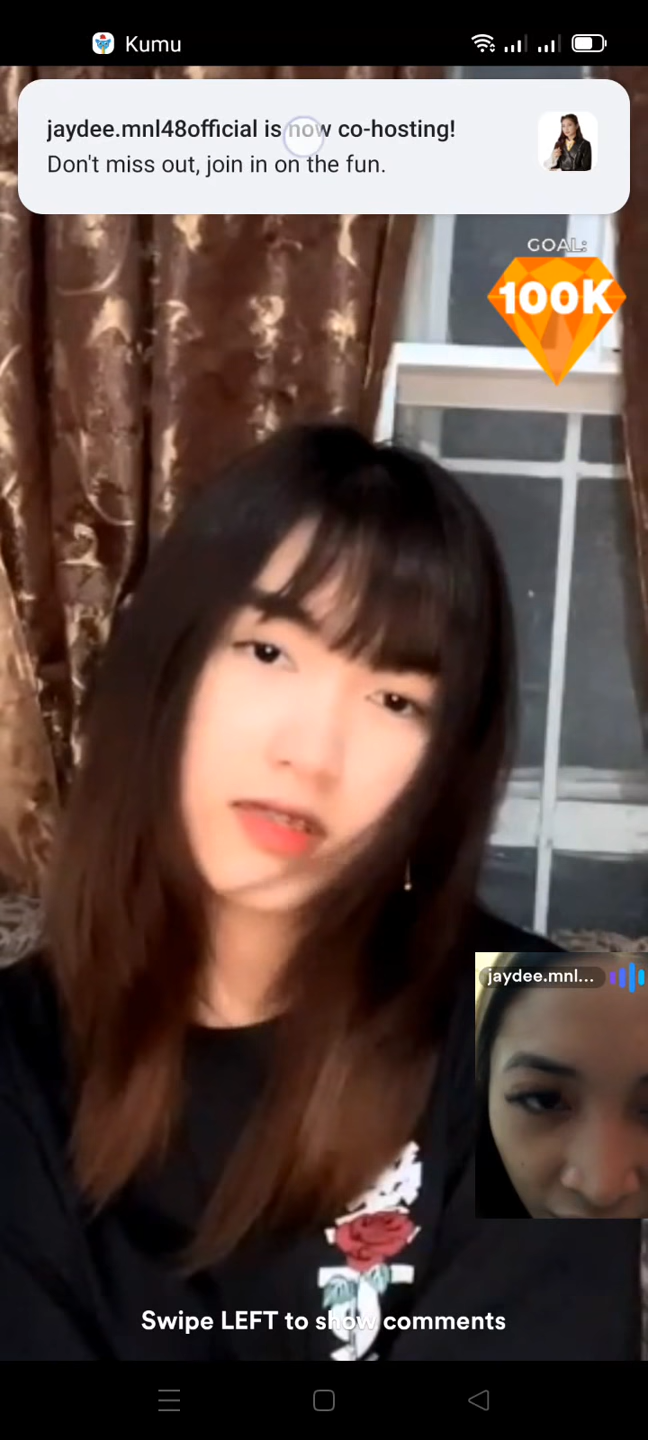 Kumu
jaydee.mnl48official is now co-hosting!
Don't miss out, join in on the fun.
GOAL:
100K
jaydee.mnl...
Swipe LEFT to show comments